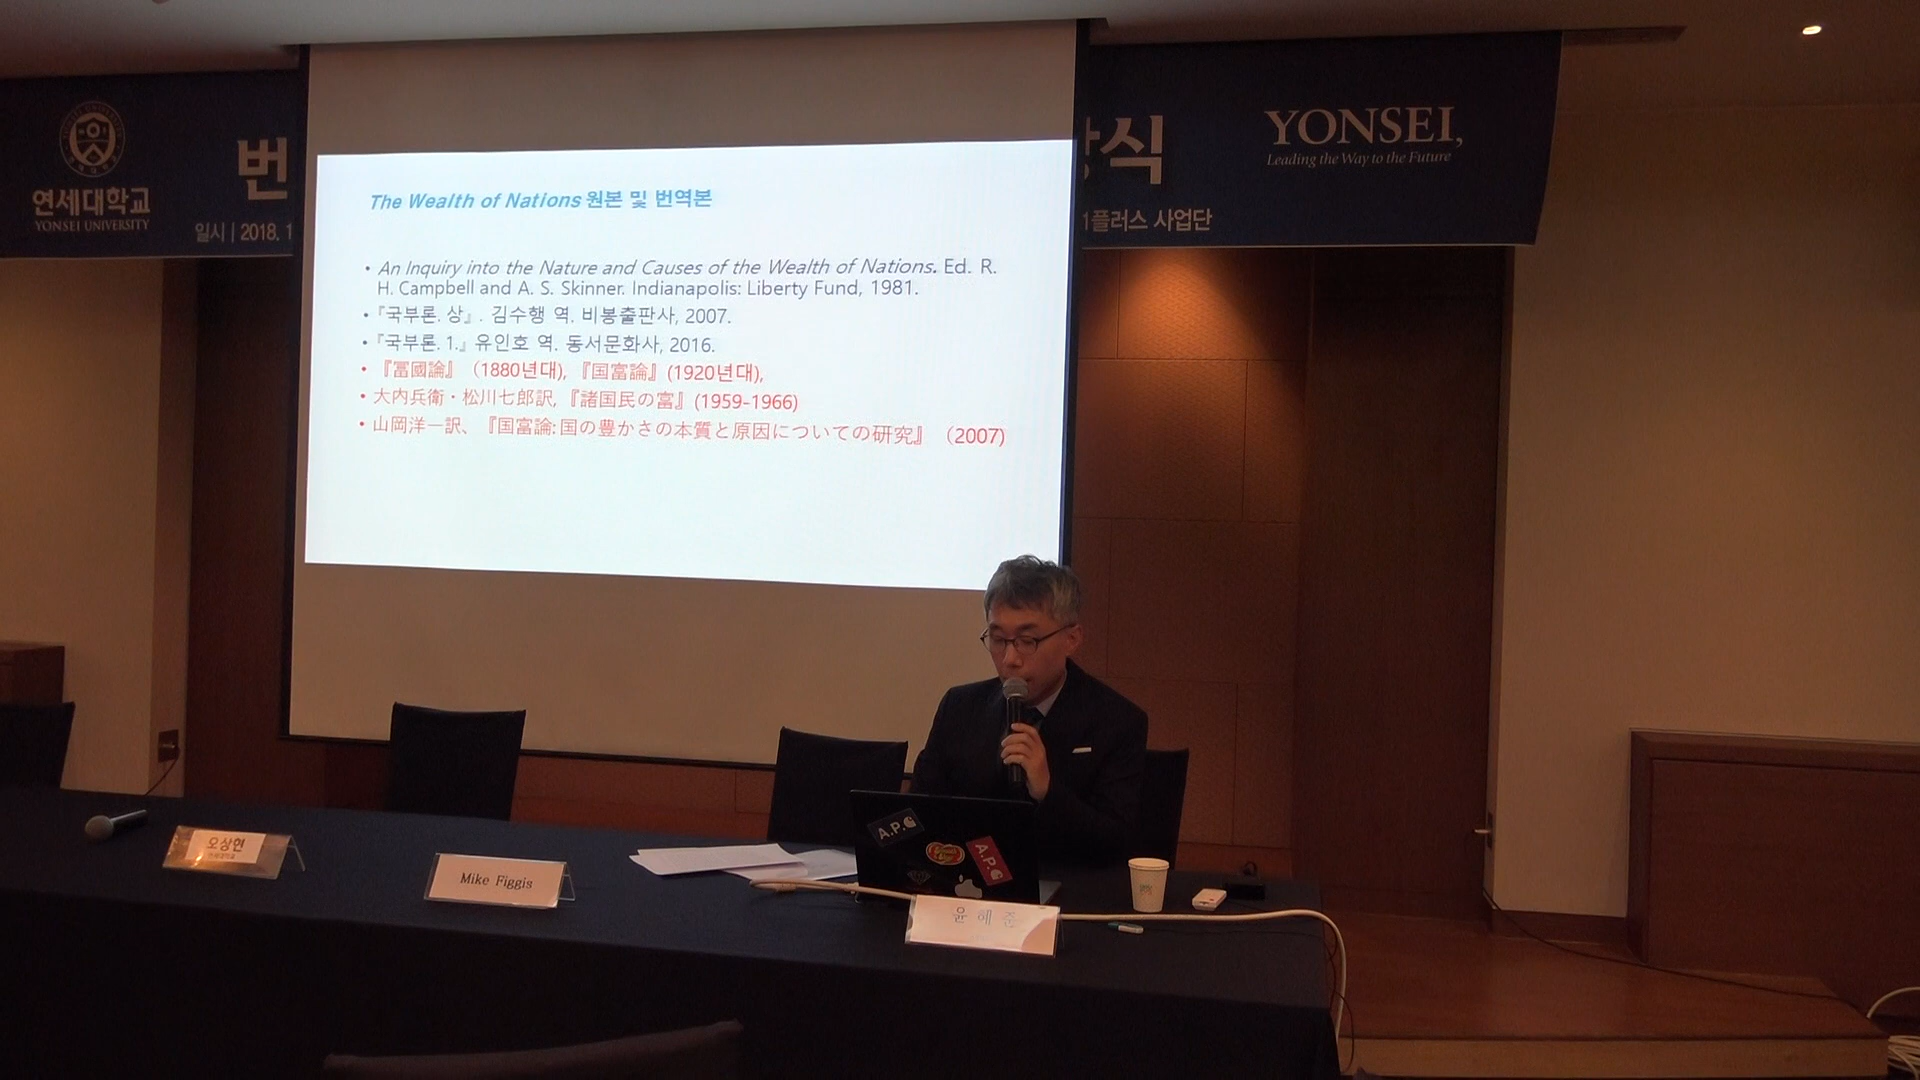 연세대학교
YONSEI UNIVERSITY
번
식
일시 | 2018. 1
1플러스 사업단
YONSEI,
Leading the Way to the Future
The Wealth of Nations 원본 및 번역본
• An Inquiry into the Nature and Causes of the Wealth of Nations. Ed. R.
H. Campbell and A. S. Skinner. Indianapolis: Liberty Fund, 1981.
• 『국부론. 상』. 김수행 역. 비봉출판사, 2007.
• 『국부론. 1.』 유인호 역. 동서문화사, 2016.
• 『冨國論』 (1880년대), 『国富論』(1920년대),
• 大内兵衛・松川七郎訳, 『諸国民の富』(1959-1966)
• 山岡洋一訳、『国富論: 国の豊かさの本質と原因についての研究』 (2007)
오상현
Mike Figgis
윤혜준
A.P.C
A.P.C